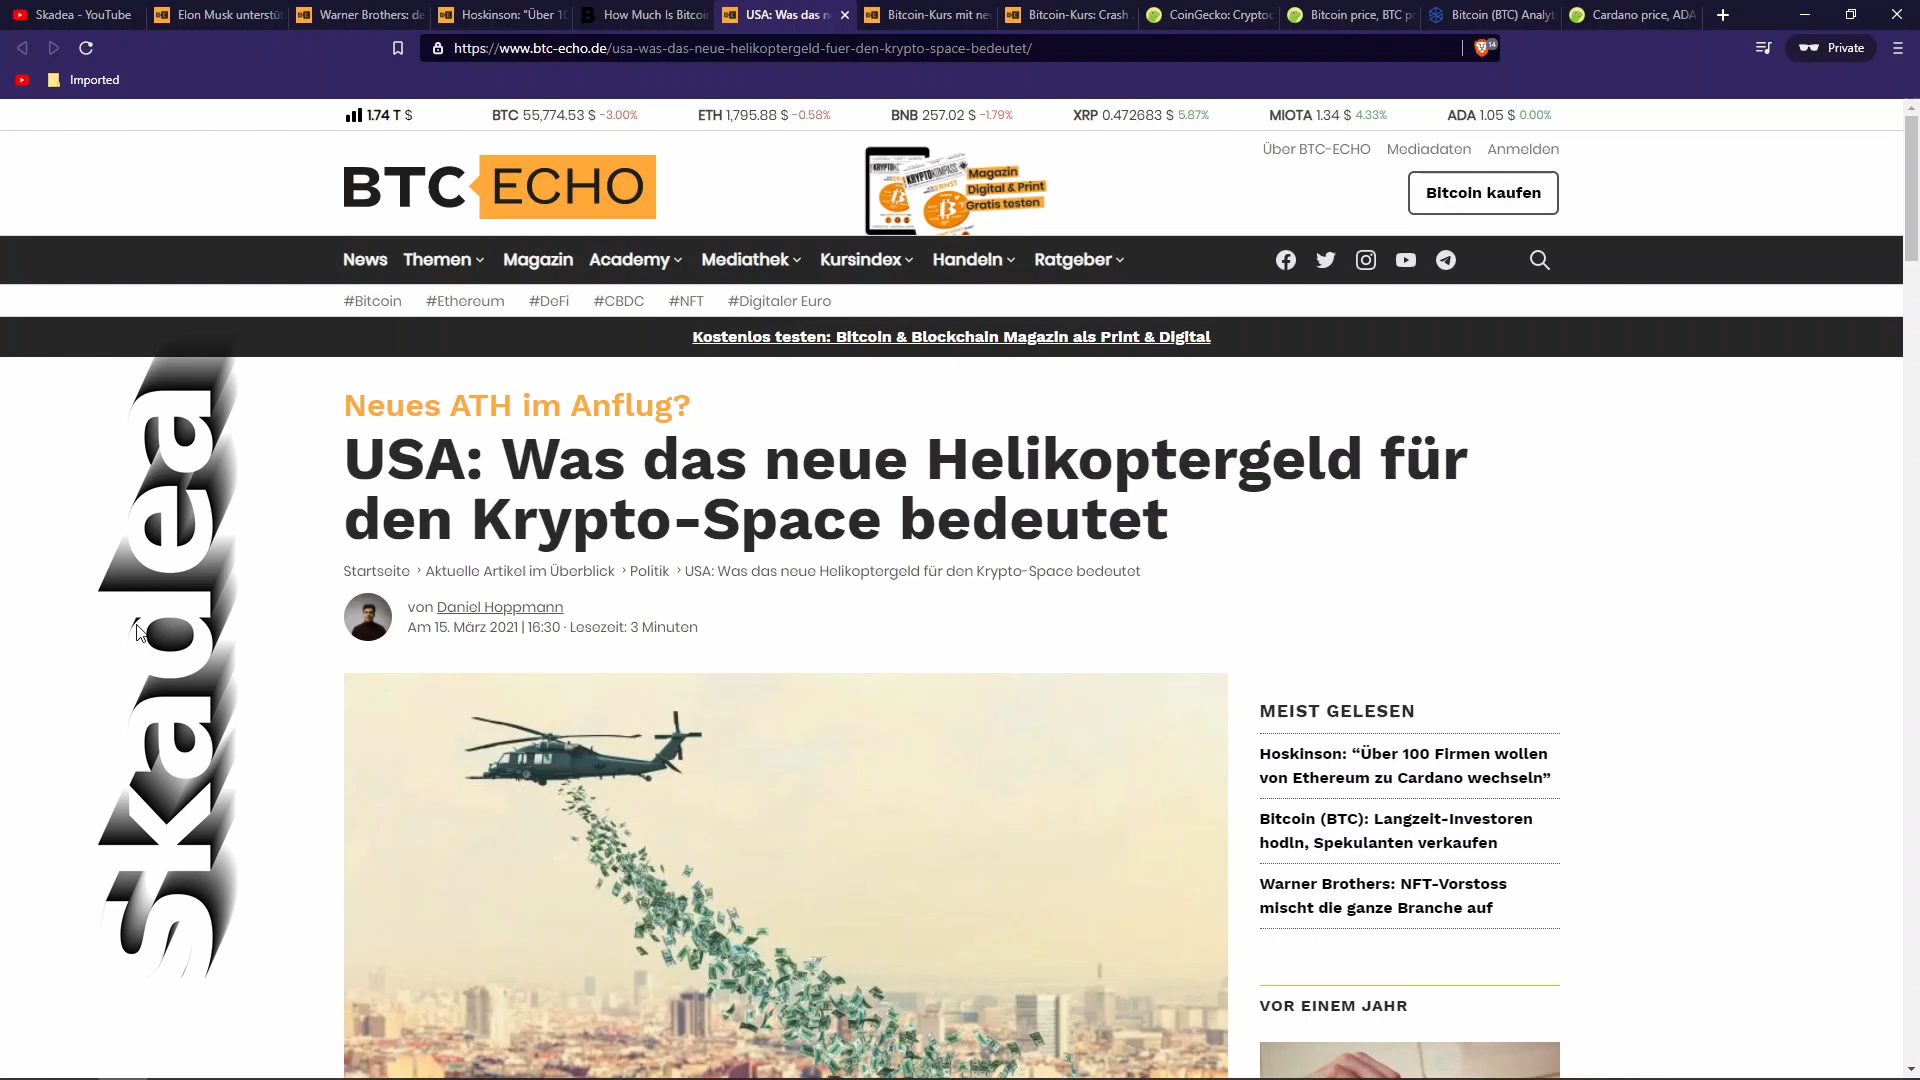 Skadea - YouTube
Elon Musk unterstü
Warner Brothers: de
Hoskinson: "Über 10
How Much Is Bitcoin
USA: Was das n
Bitcoin-Kurs mit ne
Bitcoin-Kurs: Crash
CoinGecko: Cryptoc
Bitcoin price, BTC p
Bitcoin (BTC) Analyt
Cardano price, ADA
https://www.btc-echo.de/usa-was-das-neue-helikoptergeld-fuer-den-krypto-space-bedeutet/
14
Private
Imported
1.74 T $
BTC 55,774.53 $ -3.00%
ETH 1,795.88 $ -0.58%
BNB 257.02 $ -1.79%
XRP 0.472683 $ 5.87%
MIOTA 1.34 $ 4.33%
ADA 1.05 $ 0.00%
BTC ECHO
Magazin
Digital & Print
Gratis testen
Über BTC-ECHO Mediadaten Anmelden
Bitcoin kaufen
News Themen Magazin Academy Mediathek Kursindex Handeln Ratgeber
#Bitcoin #Ethereum #DeFi #CBDC #NFT #Digitaler Euro
Kostenlos testen: Bitcoin & Blockchain Magazin als Print & Digital
Skadea
Neues ATH im Anflug?
USA: Was das neue Helikoptergeld für
den Krypto-Space bedeutet
Startseite › Aktuelle Artikel im Überblick › Politik › USA: Was das neue Helikoptergeld für den Krypto-Space bedeutet
von Daniel Hoppmann
Am 15. März 2021 | 16:30 · Lesezeit: 3 Minuten
MEIST GELESEN
Hoskinson: “Über 100 Firmen wollen
von Ethereum zu Cardano wechseln”
Bitcoin (BTC): Langzeit-Investoren
hodln, Spekulanten verkaufen
Warner Brothers: NFT-Vorstoss
mischt die ganze Branche auf
VOR EINEM JAHR